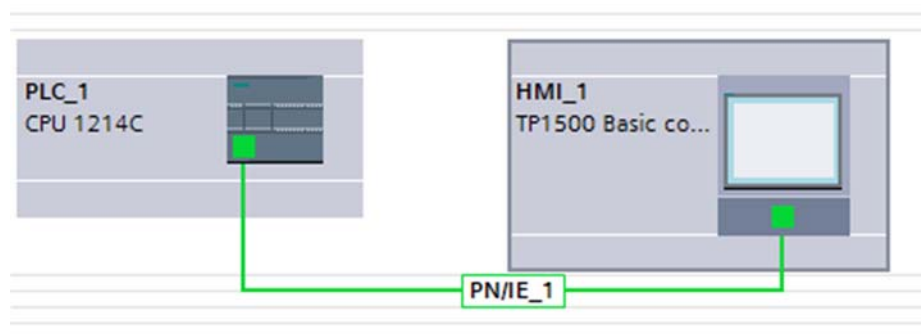 PLC_1
CPU 1214C
HMI_1
TP1500 Basic co...
PN/IE_1